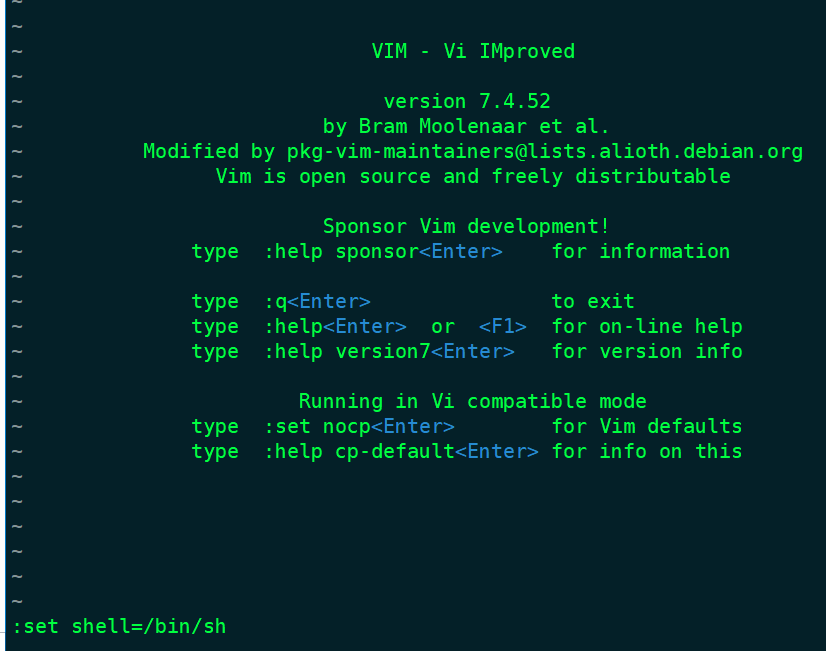 ~
~
~ VIM - Vi IMproved
~
~ version 7.4.52
~ by Bram Moolenaar et al.
~ Modified by pkg-vim-maintainers@lists.alioth.debian.org
~ Vim is open source and freely distributable
~
~ Sponsor Vim development!
~ type :help sponsor<Enter> for information
~
~ type :q<Enter> to exit
~ type :help<Enter> or <F1> for on-line help
~ type :help version7<Enter> for version info
~
~ Running in Vi compatible mode
~ type :set nocp<Enter> for Vim defaults
~ type :help cp-default<Enter> for info on this
~
~
~
~
~
~
:set shell=/bin/sh